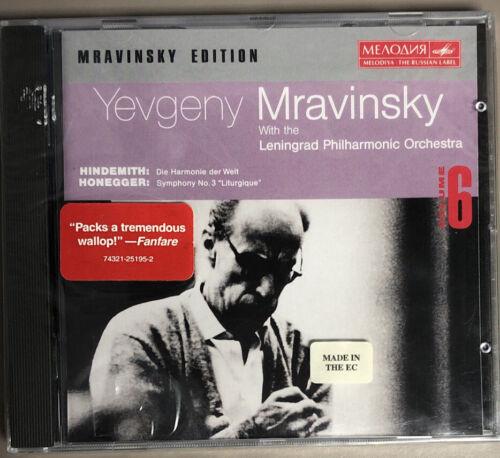 MRAVINSKY EDITION
МЕЛОДИЯ
MELODIYA · THE RUSSIAN LABEL
Yevgeny Mravinsky
With the
Leningrad Philharmonic Orchestra
HINDEMITH: Die Harmonie der Welt
HONEGGER: Symphony No. 3 "Liturgique"
VOLUME 6
“Packs a tremendous
wallop!” —Fanfare
74321-25195-2
MADE IN
THE EC